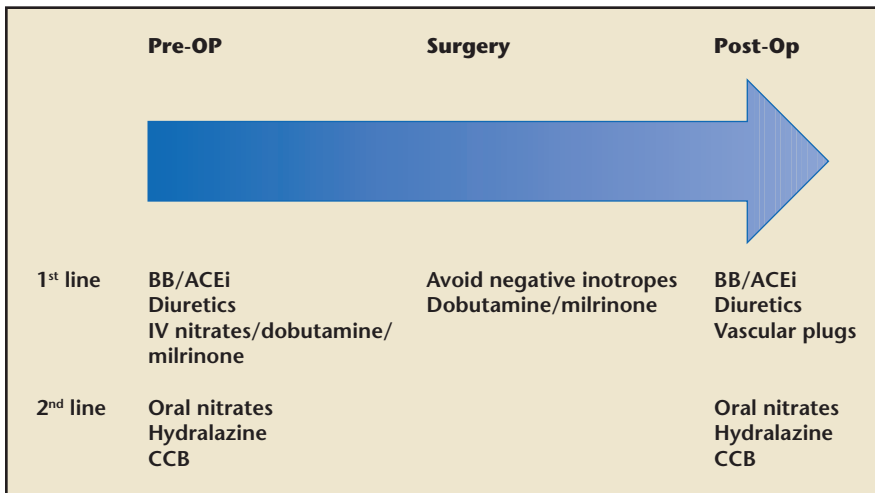 Pre-OP Surgery Post-Op
1st line BB/ACEi Avoid negative inotropes BB/ACEi
Diuretics Dobutamine/milrinone Diuretics
IV nitrates/dobutamine/ Vascular plugs
milrinone
2nd line Oral nitrates Oral nitrates
Hydralazine Hydralazine
CCB CCB